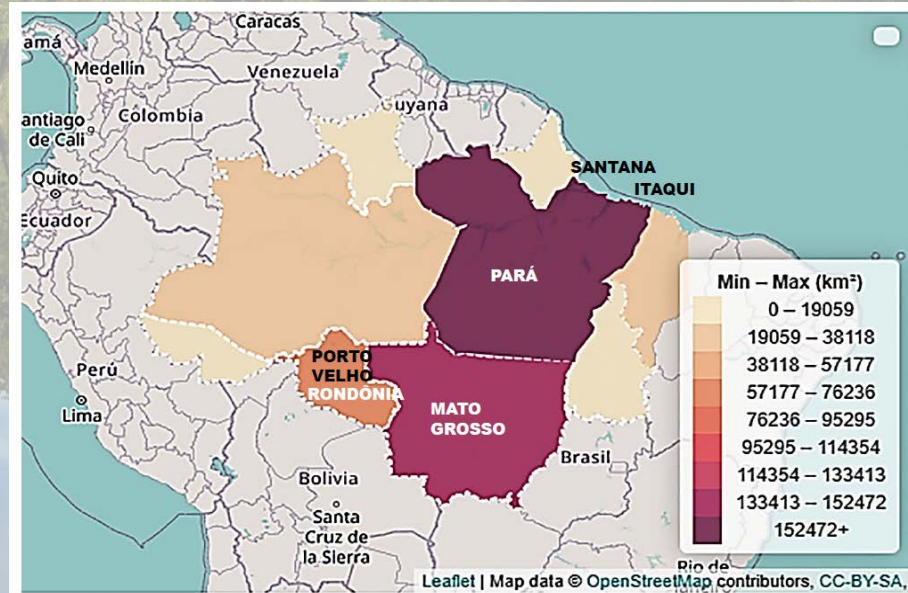 Caracas
amá
Medellín
Venezuela
Guyana
Colombia
antiago
de Cali
SANTANA
ITAQUI
Quito
Ecuador
PARÁ
Min – Max (km²)
0 – 19059
19059 – 38118
38118 – 57177
57177 – 76236
76236 – 95295
95295 – 114354
114354 – 133413
133413 – 152472
152472+
PORTO
VELHO
RONDÔNIA
Perú
Lima
MATO
GROSSO
Brasil
Bolivia
Santa
Cruz de
la Sierra
Rio de
Leaflet | Map data © OpenStreetMap contributors, CC-BY-SA,